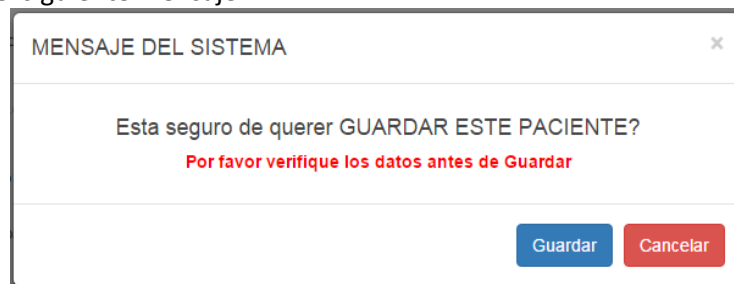 MENSAJE DEL SISTEMA ×
Esta seguro de querer GUARDAR ESTE PACIENTE?
Por favor verifique los datos antes de Guardar
Guardar Cancelar